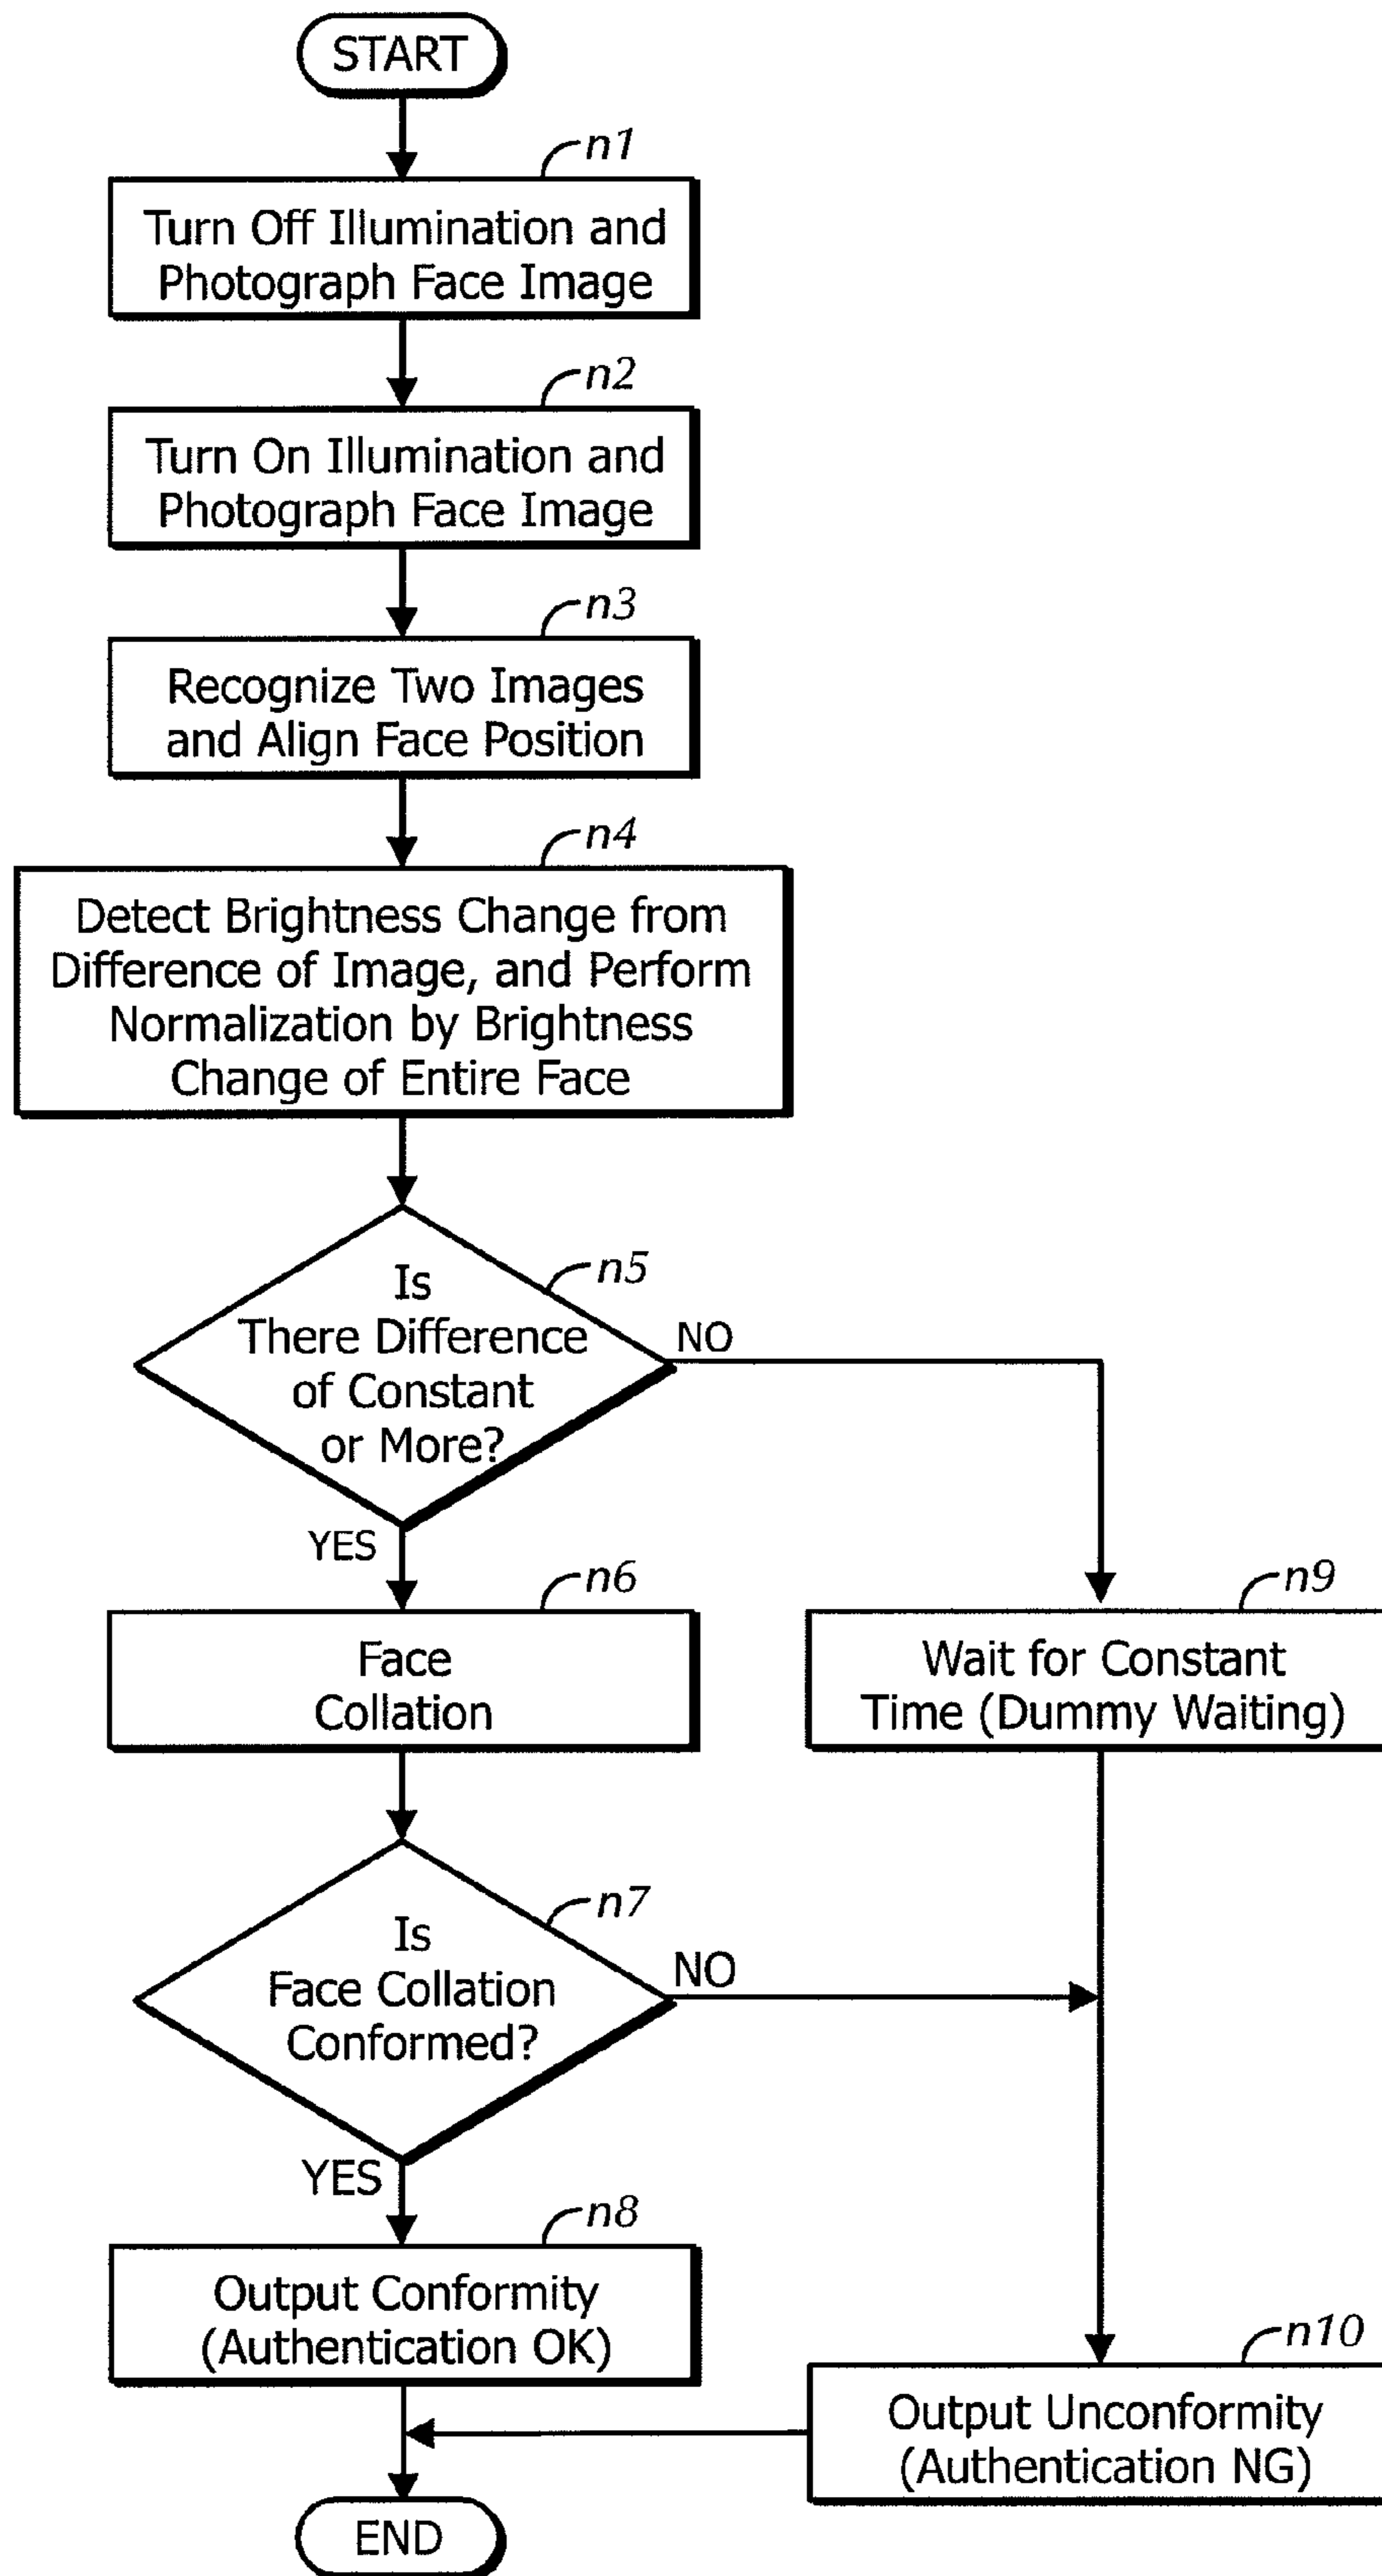 START
n1
Turn Off Illumination and
Photograph Face Image
n2
Turn On Illumination and
Photograph Face Image
n3
Recognize Two Images
and Align Face Position
n4
Detect Brightness Change from
Difference of Image, and Perform
Normalization by Brightness
Change of Entire Face
n5
Is
There Difference
of Constant
or More?
NO
YES
n6
Face
Collation
n9
Wait for Constant
Time (Dummy Waiting)
n7
Is
Face Collation
Conformed?
NO
YES
n8
Output Conformity
(Authentication OK)
n10
Output Unconformity
(Authentication NG)
END